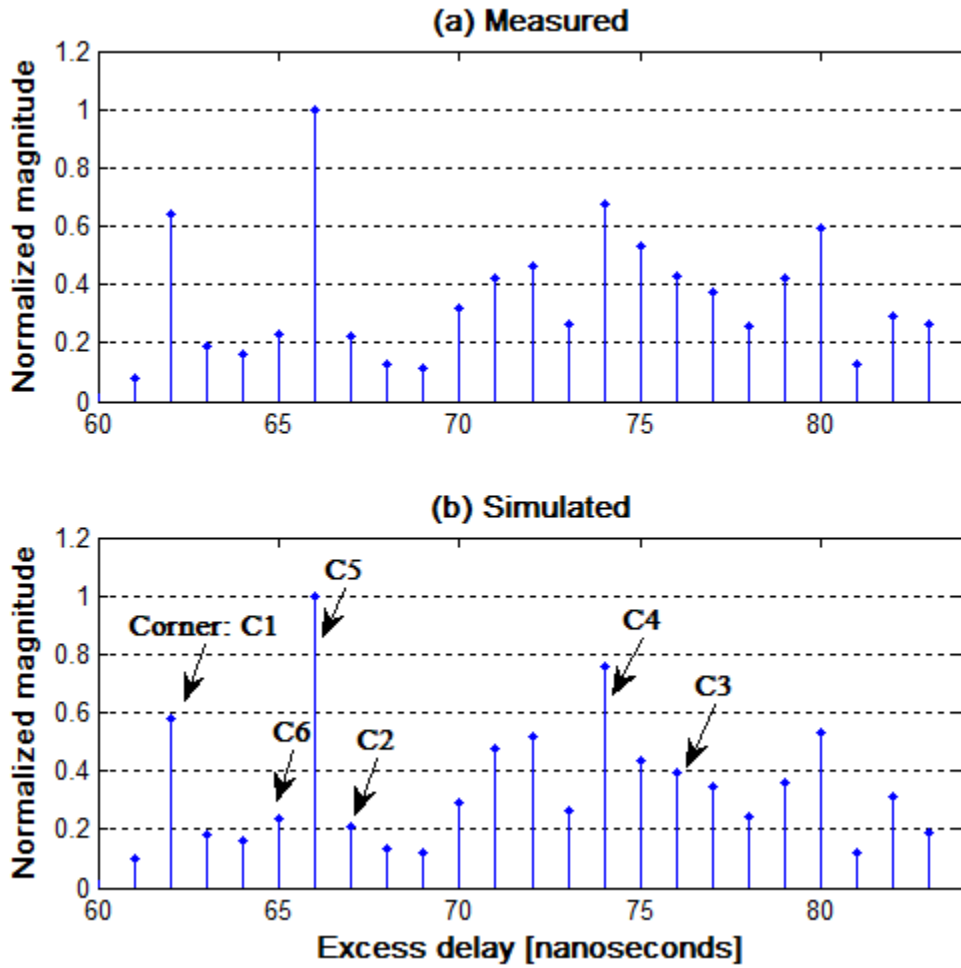 (a) Measured
Normalized magnitude
1.2
1
0.8
0.6
0.4
0.2
0
60 65 70 75 80
(b) Simulated
Normalized magnitude
1.2
1
0.8
0.6
0.4
0.2
0
C5
Corner: C1
C4
C3
C6
C2
60 65 70 75 80
Excess delay [nanoseconds]